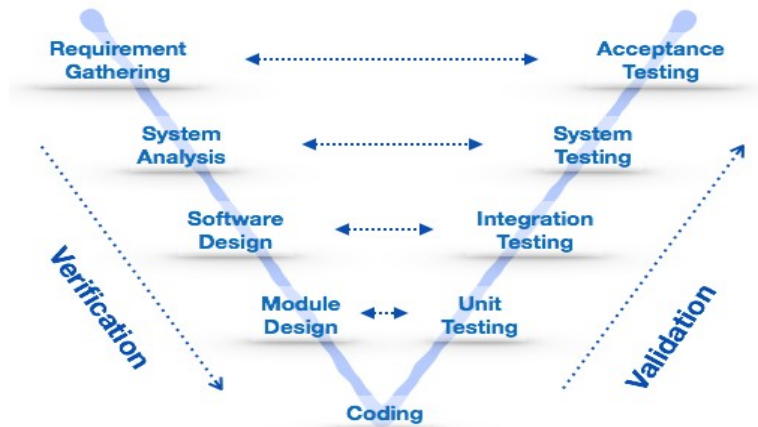 Requirement
Gathering
Acceptance
Testing
System
Analysis
System
Testing
Software
Design
Integration
Testing
Module
Design
Unit
Testing
Verification
Validation
Coding